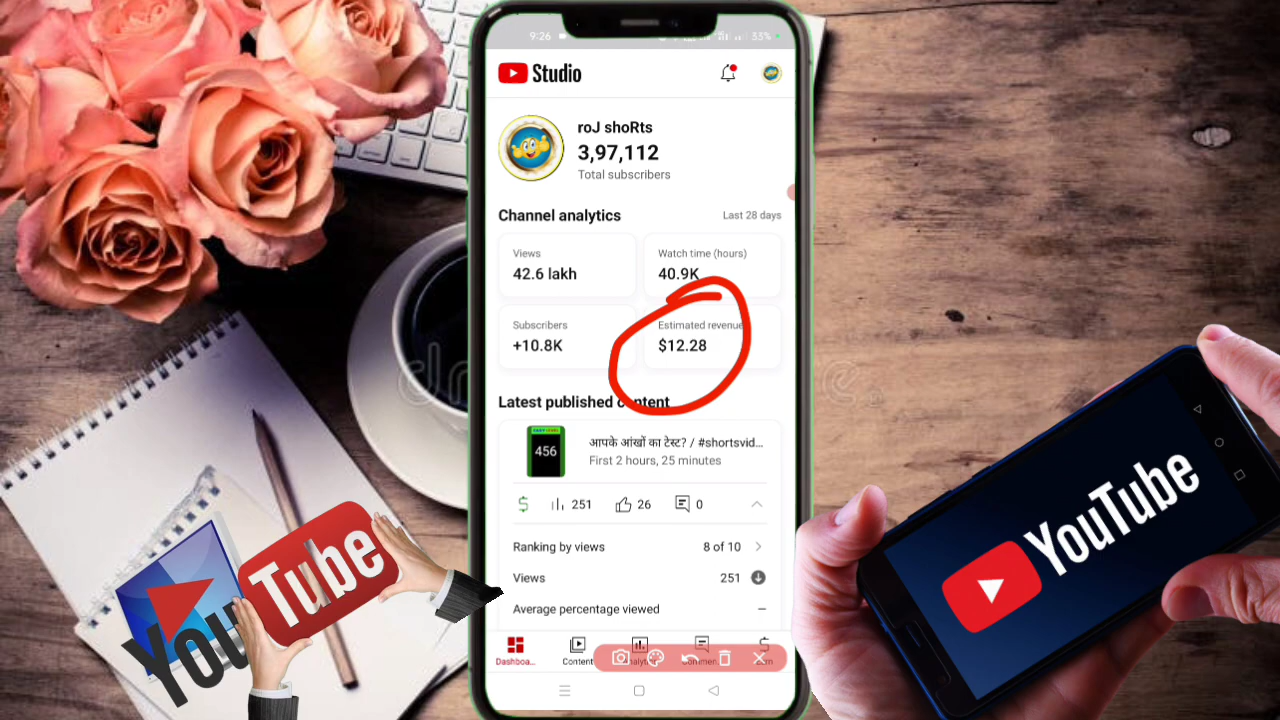 9:26
33%
Studio
roJ shoRts
3,97,112
Total subscribers
Channel analytics
Last 28 days
Views
42.6 lakh
Watch time (hours)
40.9K
Subscribers
+10.8K
Estimated revenue
$12.28
Latest published content
456
आपके आंखों का टेस्ट? / #shortsvid...
First 2 hours, 25 minutes
$
251
26
0
Ranking by views
8 of 10
Views
251
Average percentage viewed
–
Dashboa...
Content
YouTube
YouTube